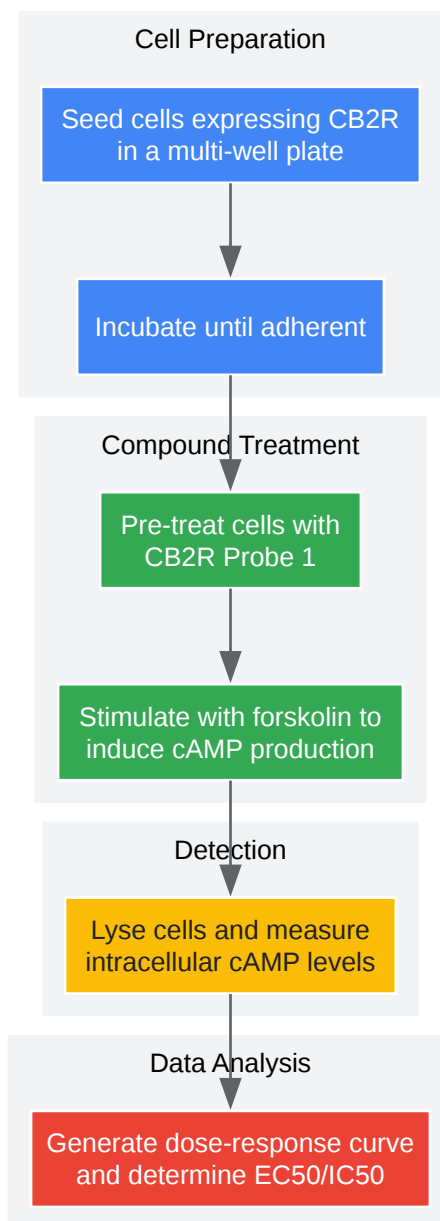 Cell Preparation
Seed cells expressing CB2R
in a multi-well plate
Incubate until adherent
Compound Treatment
Pre-treat cells with
CB2R Probe 1
Stimulate with forskolin to
induce cAMP production
Detection
Lyse cells and measure
intracellular cAMP levels
Data Analysis
Generate dose-response curve
and determine EC50/IC50